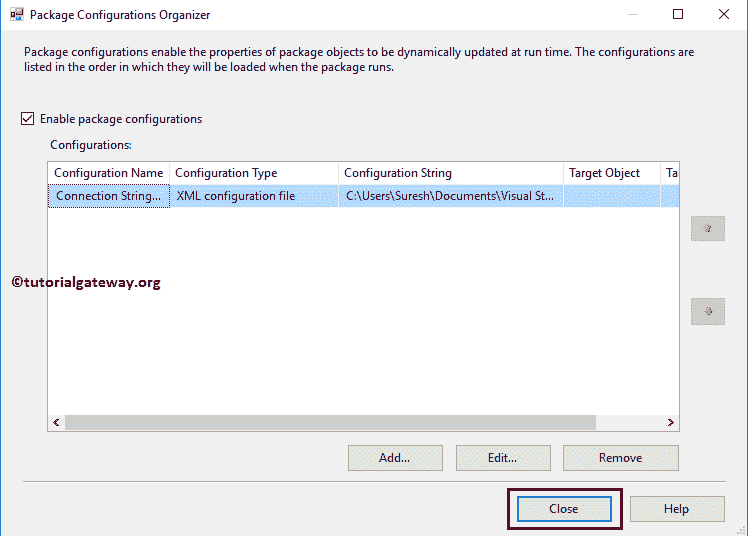 Package Configurations Organizer
Package configurations enable the properties of package objects to be dynamically updated at run time. The configurations are
listed in the order in which they will be loaded when the package runs.
Enable package configurations
Configurations:
Configuration Name Configuration Type Configuration String Target Object Ta
Connection String... XML configuration file C:\Users\Suresh\Documents\Visual St...
©tutorialgateway.org
Add... Edit... Remove
Close Help